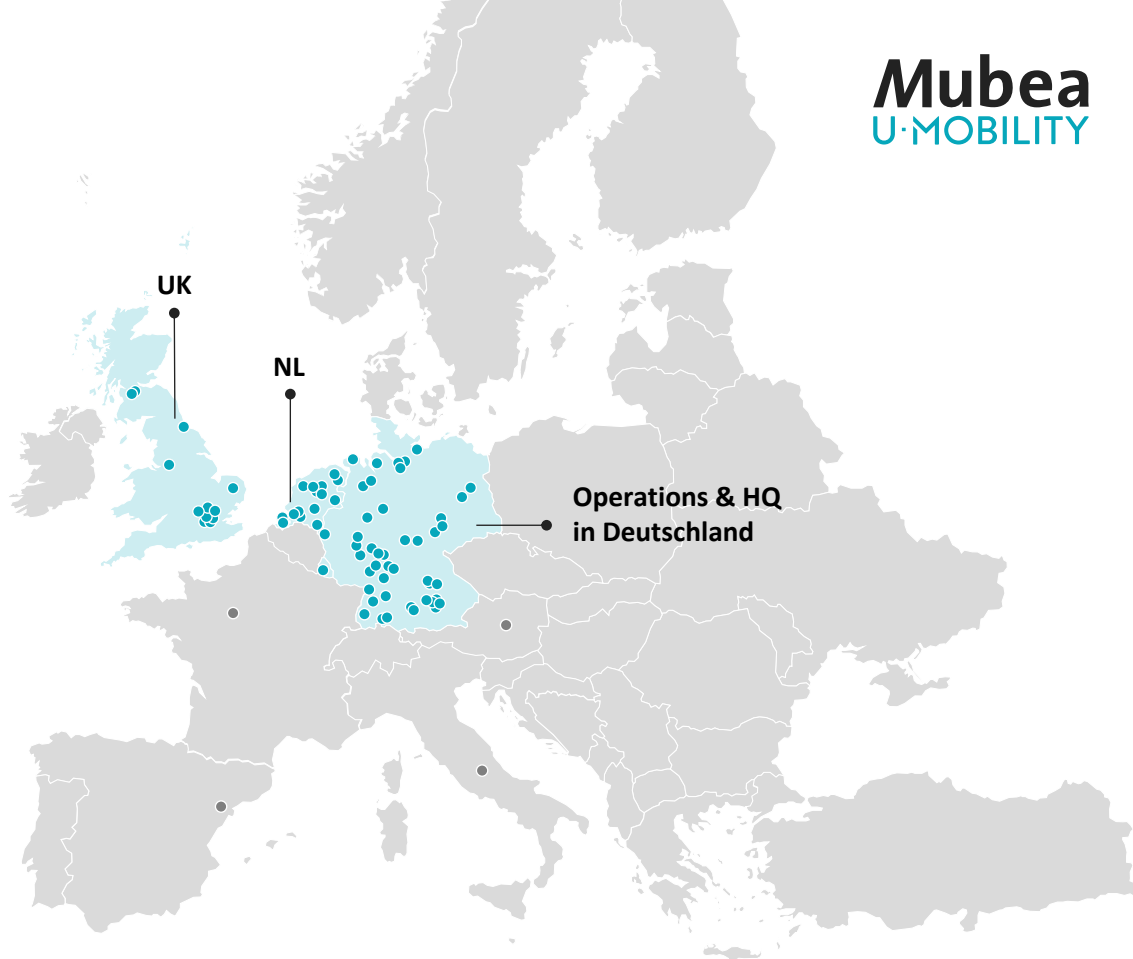 Mubea
U·MOBILITY
UK
NL
Operations & HQ
in Deutschland